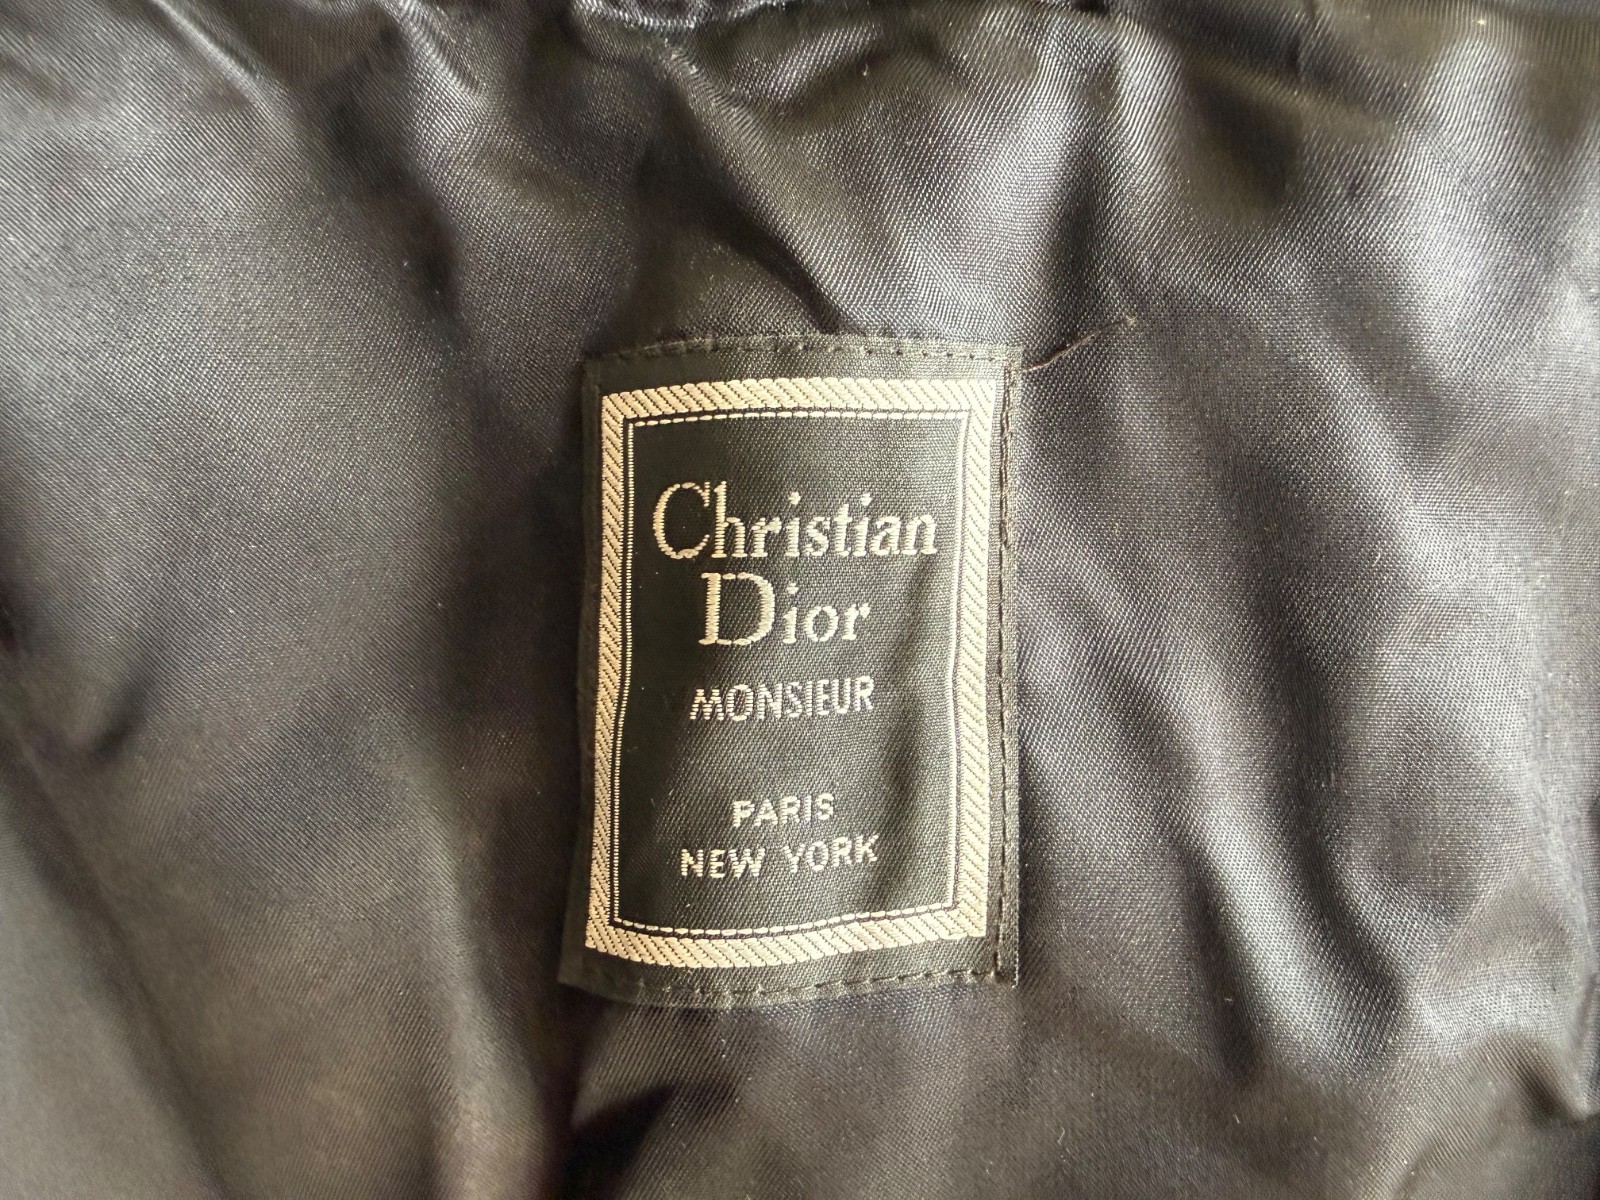 Christian
Dior
MONSIEUR
PARIS
NEW YORK